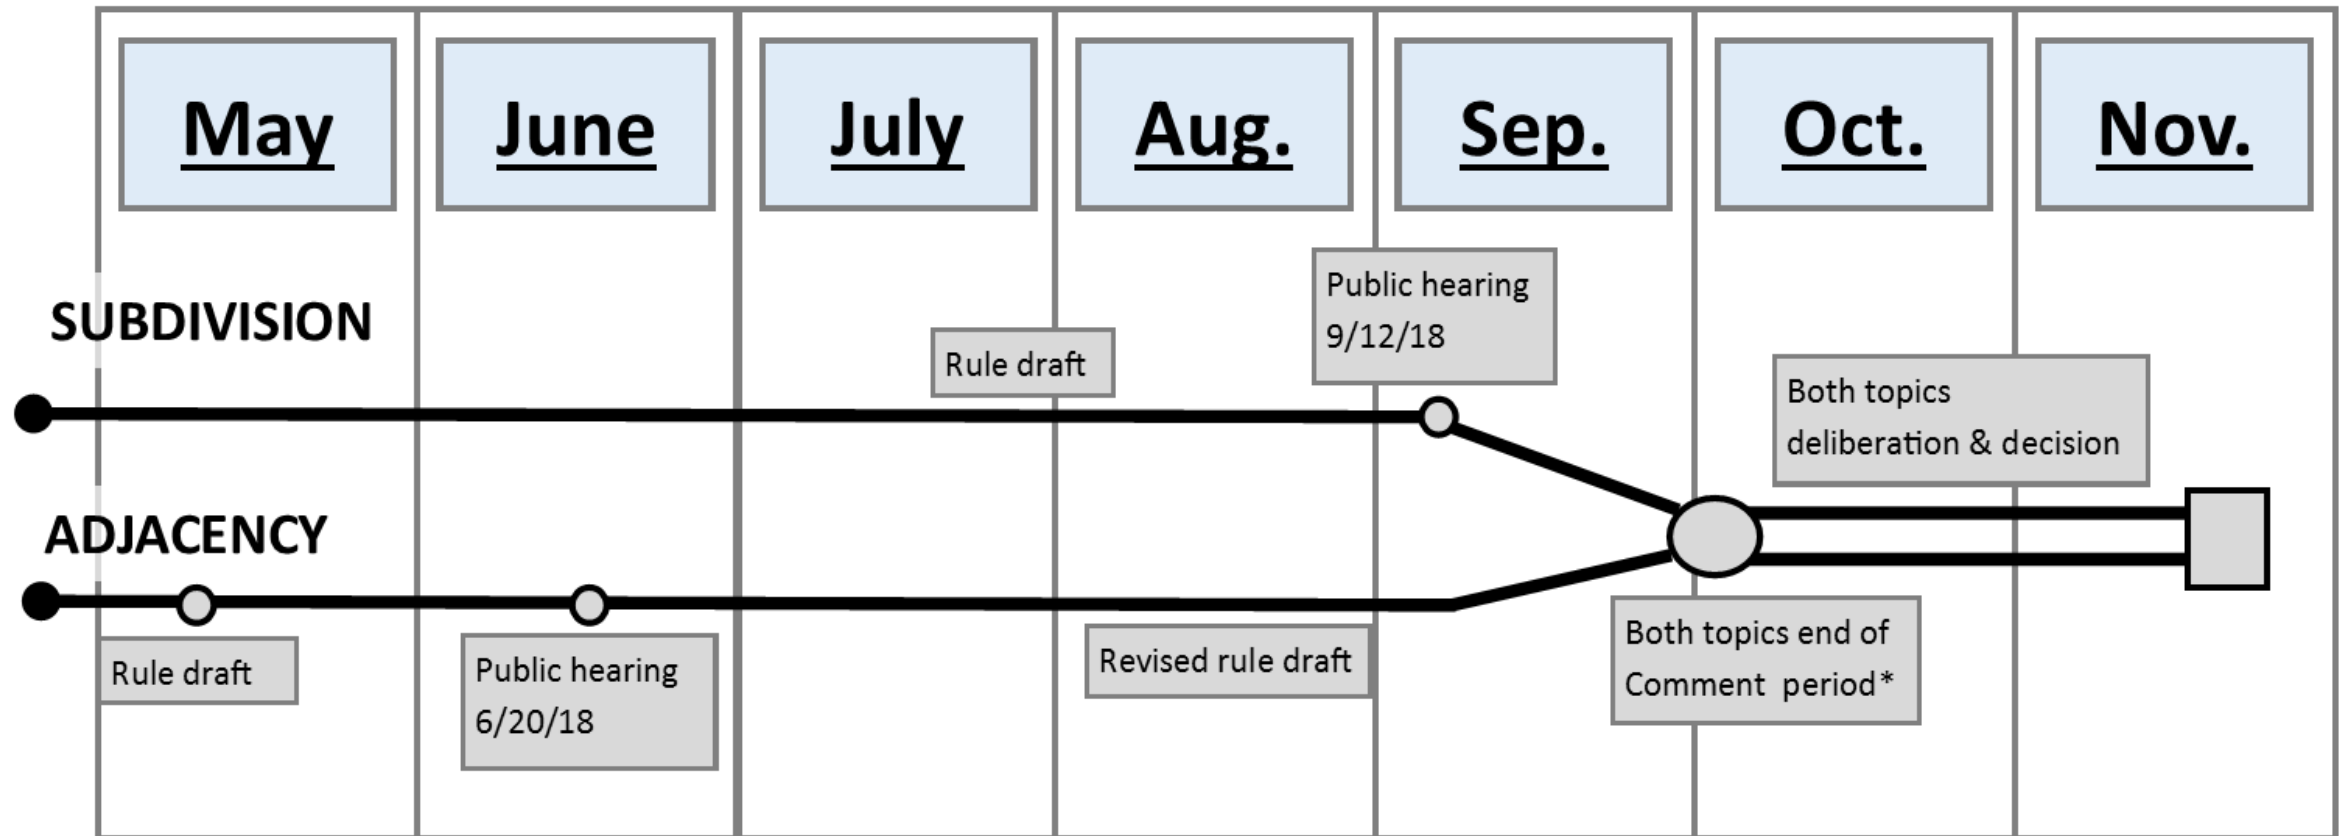 May
June
July
Aug.
Sep.
Oct.
Nov.
SUBDIVISION
Rule draft
Public hearing
9/12/18
Both topics
deliberation & decision
ADJACENCY
Rule draft
Public hearing
6/20/18
Revised rule draft
Both topics end of
Comment period*